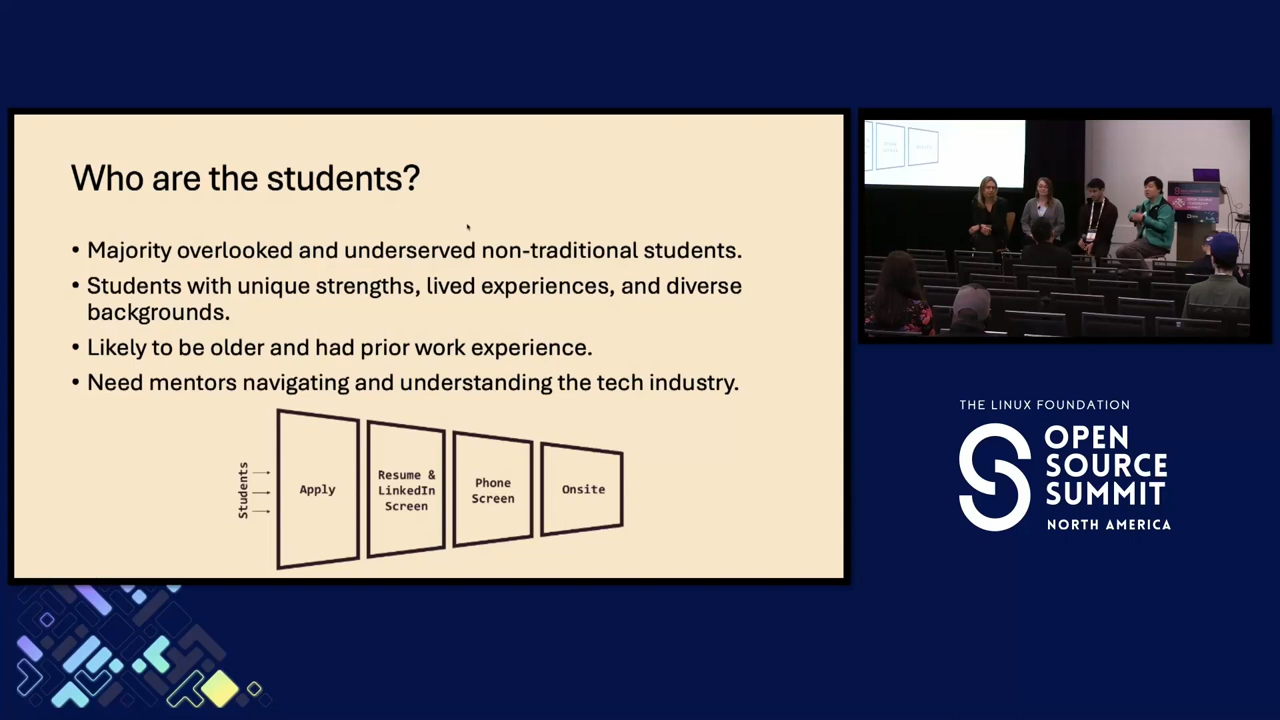 Who are the students?
• Majority overlooked and underserved non-traditional students.
• Students with unique strengths, lived experiences, and diverse
backgrounds.
• Likely to be older and had prior work experience.
• Need mentors navigating and understanding the tech industry.
Students
Apply
Resume &
LinkedIn
Screen
Phone
Screen
Onsite
THE LINUX FOUNDATION
OPEN
SOURCE
SUMMIT
NORTH AMERICA